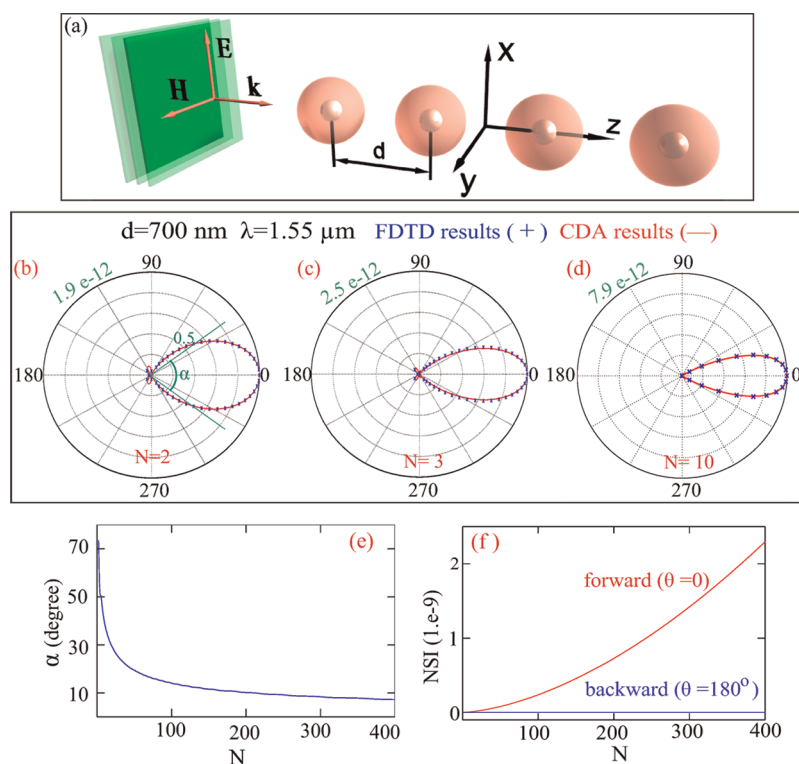 (a)
E
H
k
d
X
y
z
d=700 nm λ=1.55 µm FDTD results (+) CDA results (—)
(b)
1.9 e-12
90
0.5
α
180
0
N=2
270
(c)
2.5 e-12
90
180
0
N= 3
270
(d)
7.9 e-12
90
180
0
N= 10
270
(e)
α (degree)
70
50
30
10
100 200 300 400
N
(f)
NSI (1.e-9)
2
1
0
forward (θ =0)
backward (θ =180º)
0 100 200 300 400
N